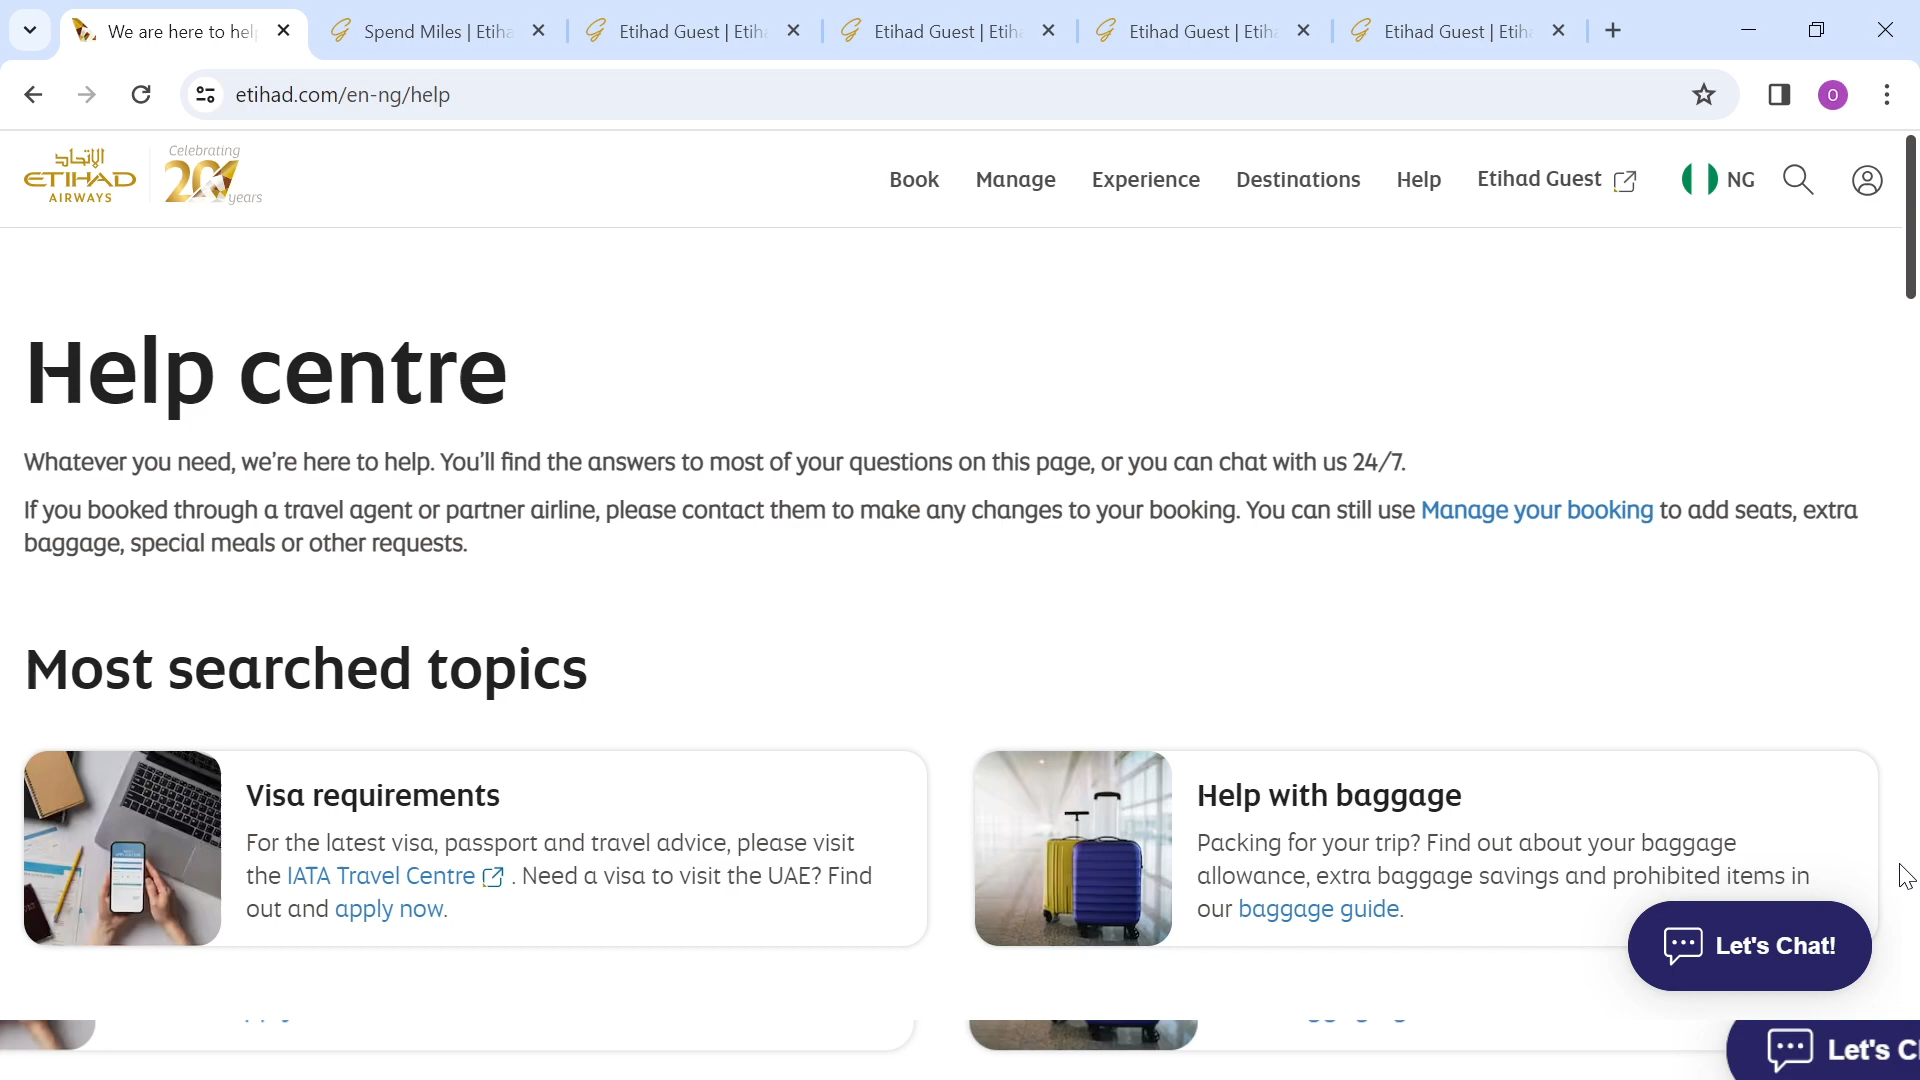 We are here to hel
Spend Miles | Etiha
Etihad Guest | Etih
Etihad Guest | Etih
Etihad Guest | Etih
Etihad Guest | Etih
etihad.com/en-ng/help
O
الإتحاد
ETIHAD
AIRWAYS
Celebrating
20
years
Book
Manage
Experience
Destinations
Help
Etihad Guest
NG
Help centre
Whatever you need, we’re here to help. You’ll find the answers to most of your questions on this page, or you can chat with us 24/7.
If you booked through a travel agent or partner airline, please contact them to make any changes to your booking. You can still use Manage your booking to add seats, extra
baggage, special meals or other requests.
Most searched topics
Visa requirements
For the latest visa, passport and travel advice, please visit
the IATA Travel Centre . Need a visa to visit the UAE? Find
out and apply now.
Help with baggage
Packing for your trip? Find out about your baggage
allowance, extra baggage savings and prohibited items in
our baggage guide.
Let's Chat!
Let's C